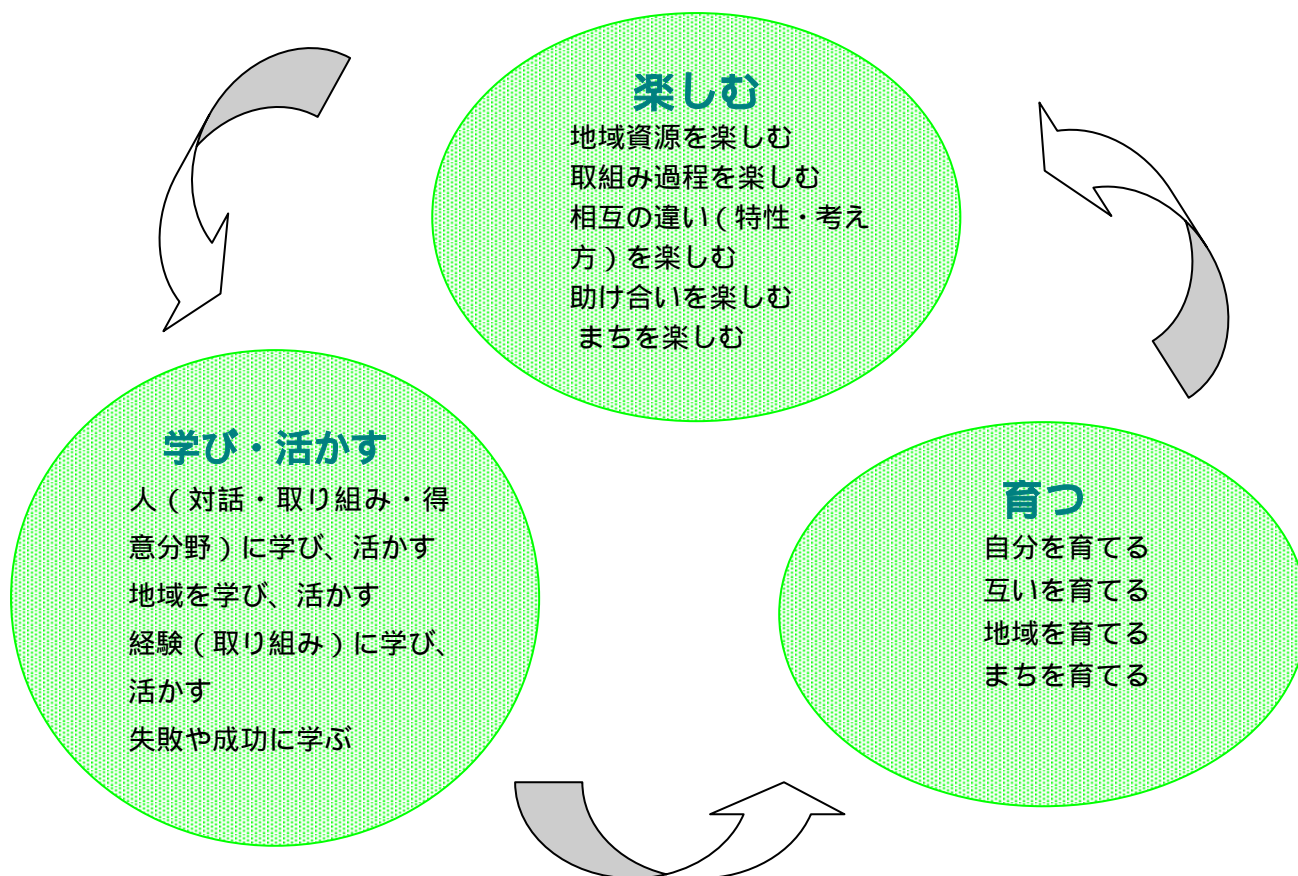 楽しむ
地域資源を楽しむ
取組み過程を楽しむ
相互の違い（特性・考え
方）を楽しむ
助け合いを楽しむ
まちを楽しむ
学び・活かす
人（対話・取り組み・得
意分野）に学び、活かす
地域を学び、活かす
経験（取り組み）に学び、
活かす
失敗や成功に学ぶ
育つ
自分を育てる
互いを育てる
地域を育てる
まちを育てる